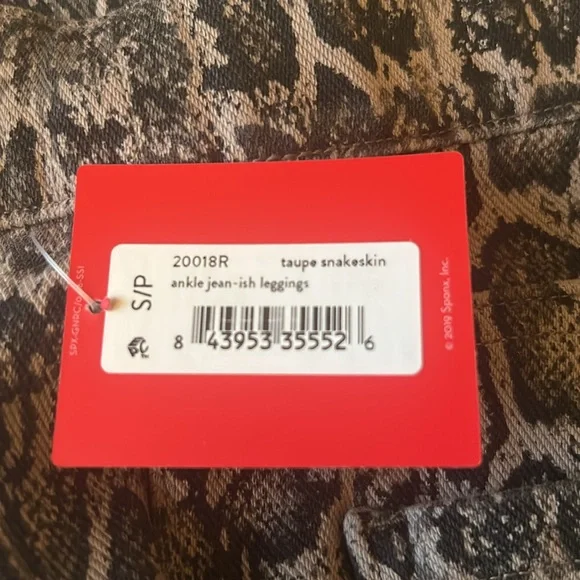 20018R taupe snakeskin
ankle jean-ish leggings
S/P
8 43953 35552 6
© 2019 Spanx, Inc.